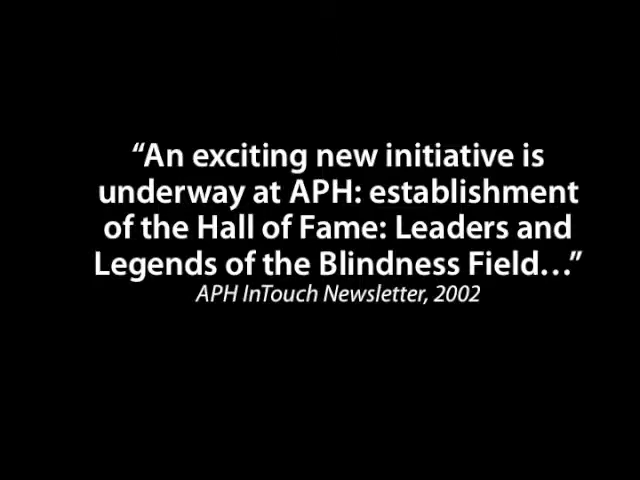 “An exciting new initiative is
underway at APH: establishment
of the Hall of Fame: Leaders and
Legends of the Blindness Field…”
APH InTouch Newsletter, 2002